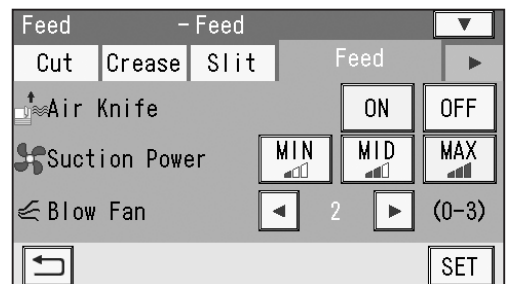 Feed -Feed ▼
Cut Crease Slit Feed ►
Air Knife ON OFF
Suction Power MIN MID MAX
Blow Fan ◄ 2 ► (0-3)
SET